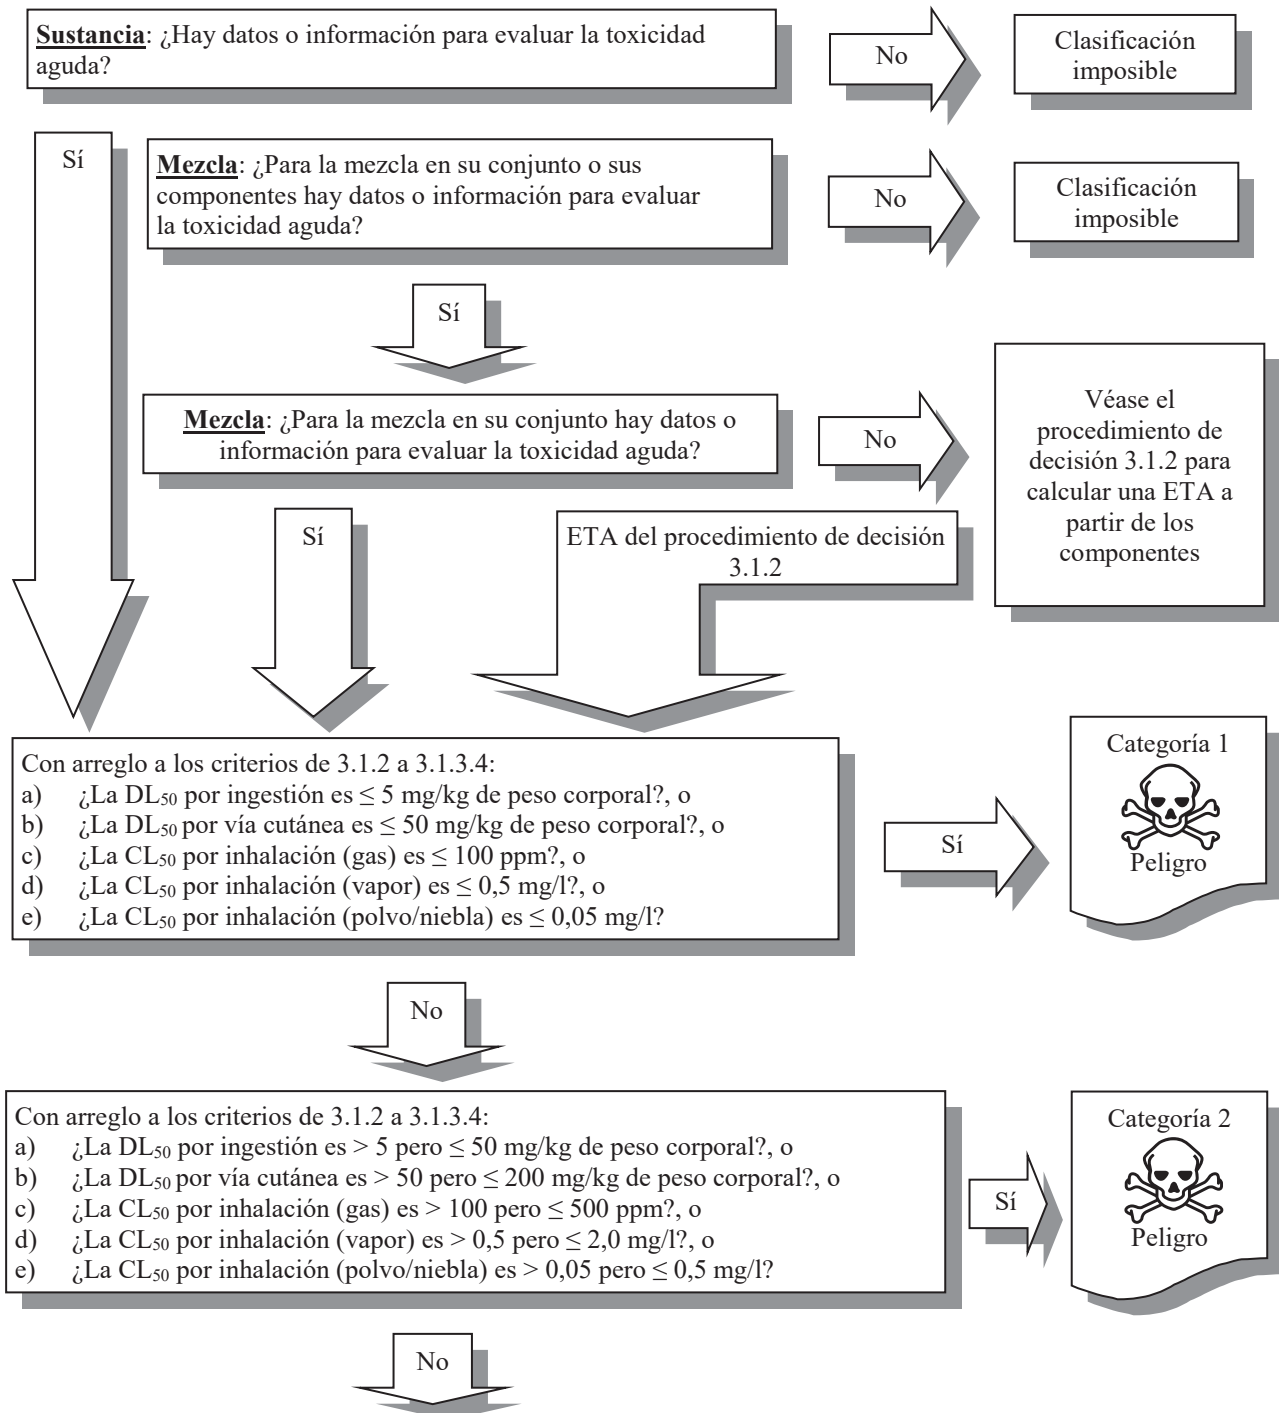 Sustancia: ¿Hay datos o información para evaluar la toxicidad
aguda?
No
Clasificación
imposible
Sí
Mezcla: ¿Para la mezcla en su conjunto o sus
componentes hay datos o información para evaluar
la toxicidad aguda?
No
Clasificación
imposible
Sí
Mezcla: ¿Para la mezcla en su conjunto hay datos o
información para evaluar la toxicidad aguda?
No
Véase el
procedimiento de
decisión 3.1.2 para
calcular una ETA a
partir de los
componentes
Sí
ETA del procedimiento de decisión
3.1.2
Con arreglo a los criterios de 3.1.2 a 3.1.3.4:
a) ¿La DL50 por ingestión es ≤ 5 mg/kg de peso corporal?, o
b) ¿La DL50 por vía cutánea es ≤ 50 mg/kg de peso corporal?, o
c) ¿La CL50 por inhalación (gas) es ≤ 100 ppm?, o
d) ¿La CL50 por inhalación (vapor) es ≤ 0,5 mg/l?, o
e) ¿La CL50 por inhalación (polvo/niebla) es ≤ 0,05 mg/l?
Sí
Categoría 1
Peligro
No
Con arreglo a los criterios de 3.1.2 a 3.1.3.4:
a) ¿La DL50 por ingestión es > 5 pero ≤ 50 mg/kg de peso corporal?, o
b) ¿La DL50 por vía cutánea es > 50 pero ≤ 200 mg/kg de peso corporal?, o
c) ¿La CL50 por inhalación (gas) es > 100 pero ≤ 500 ppm?, o
d) ¿La CL50 por inhalación (vapor) es > 0,5 pero ≤ 2,0 mg/l?, o
e) ¿La CL50 por inhalación (polvo/niebla) es > 0,05 pero ≤ 0,5 mg/l?
Sí
Categoría 2
Peligro
No